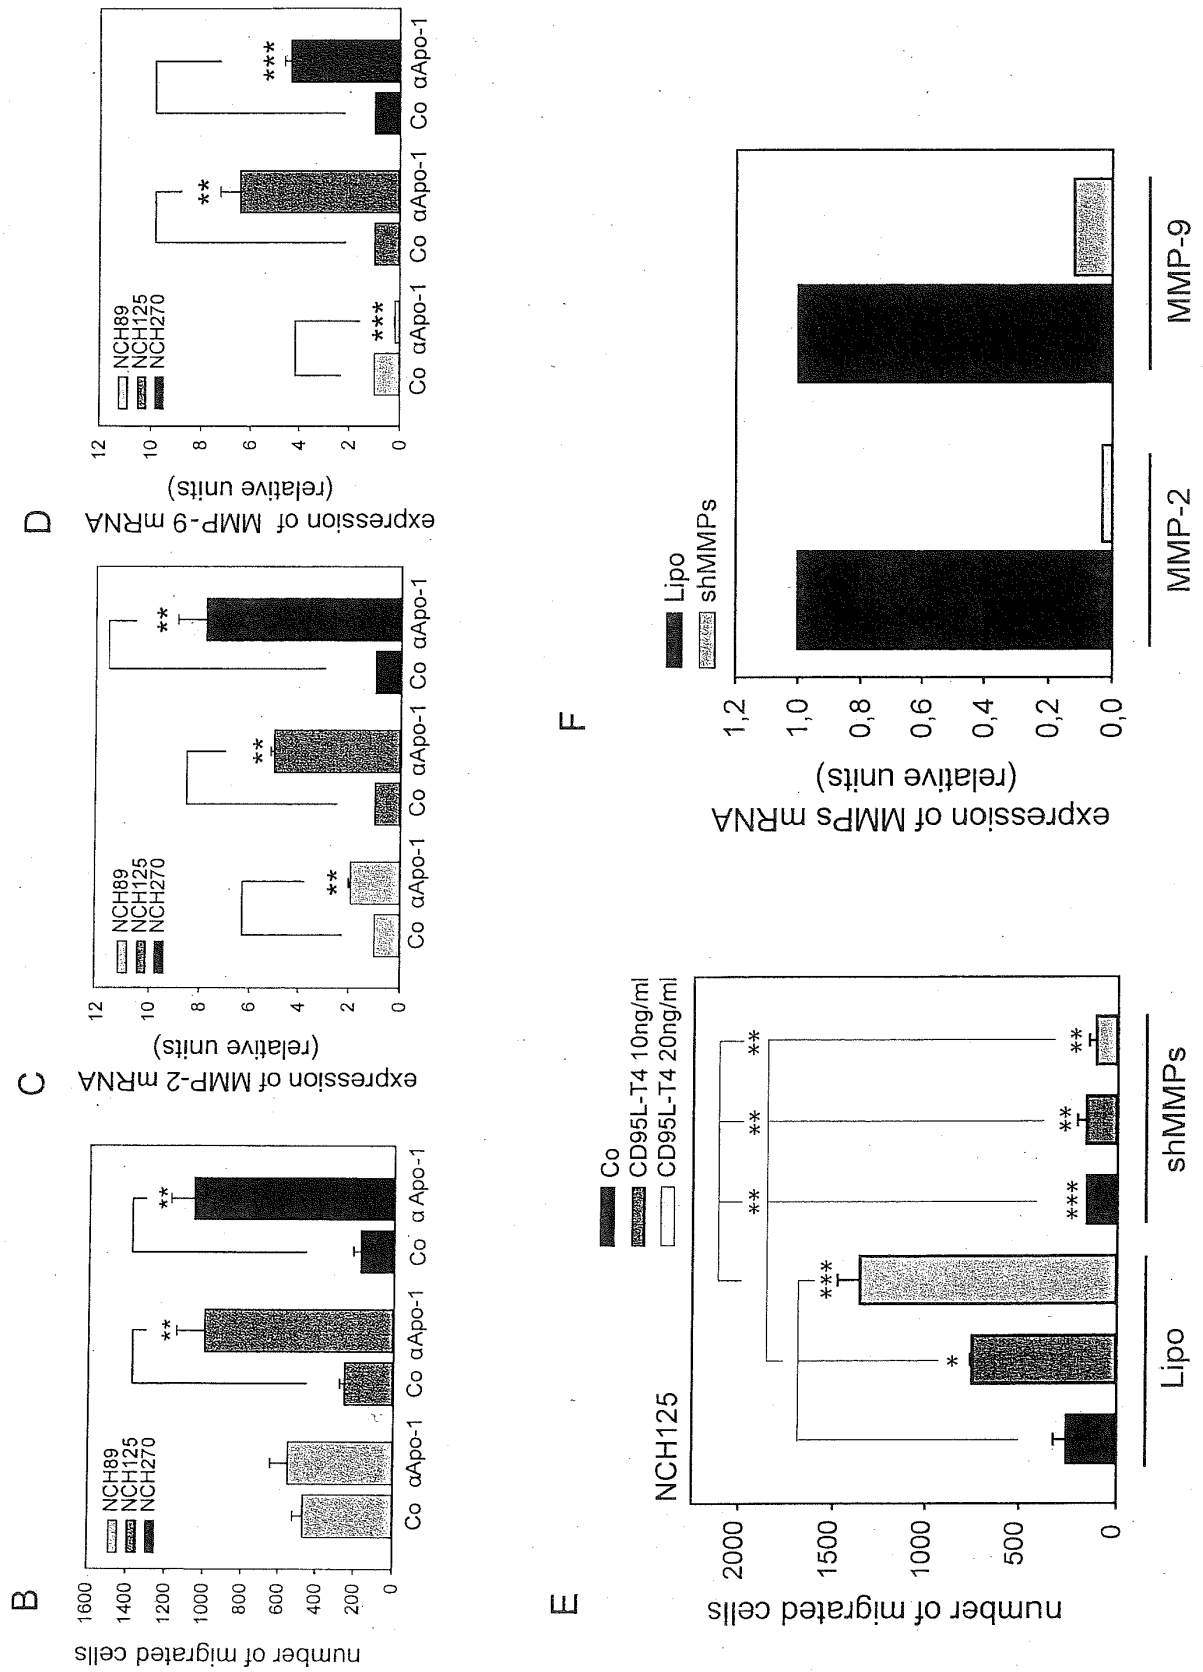 B
number of migrated cells
1600
1400
1200
1000
800
600
400
200
0
NCH89
NCH125
NCH270
**
**
Co αApo-1 Co αApo-1 Co α Apo-1
C
expression of MMP-2 mRNA
(relative units)
12
10
8
6
4
2
0
NCH89
NCH125
NCH270
**
**
**
Co αApo-1 Co αApo-1 Co αApo-1
D
expression of MMP-9 mRNA
(relative units)
12
10
8
6
4
2
0
NCH89
NCH125
NCH270
***
**
***
Co αApo-1 Co αApo-1 Co αApo-1
E
number of migrated cells
NCH125
Co
CD95L-T4 10ng/ml
CD95L-T4 20ng/ml
2000
1500
1000
500
0
** ** **
** **
*
***
***
**
**
Lipo shMMPs
F
expression of MMPs mRNA
(relative units)
Lipo
shMMPs
1,2
1,0
0,8
0,6
0,4
0,2
0,0
MMP-2 MMP-9